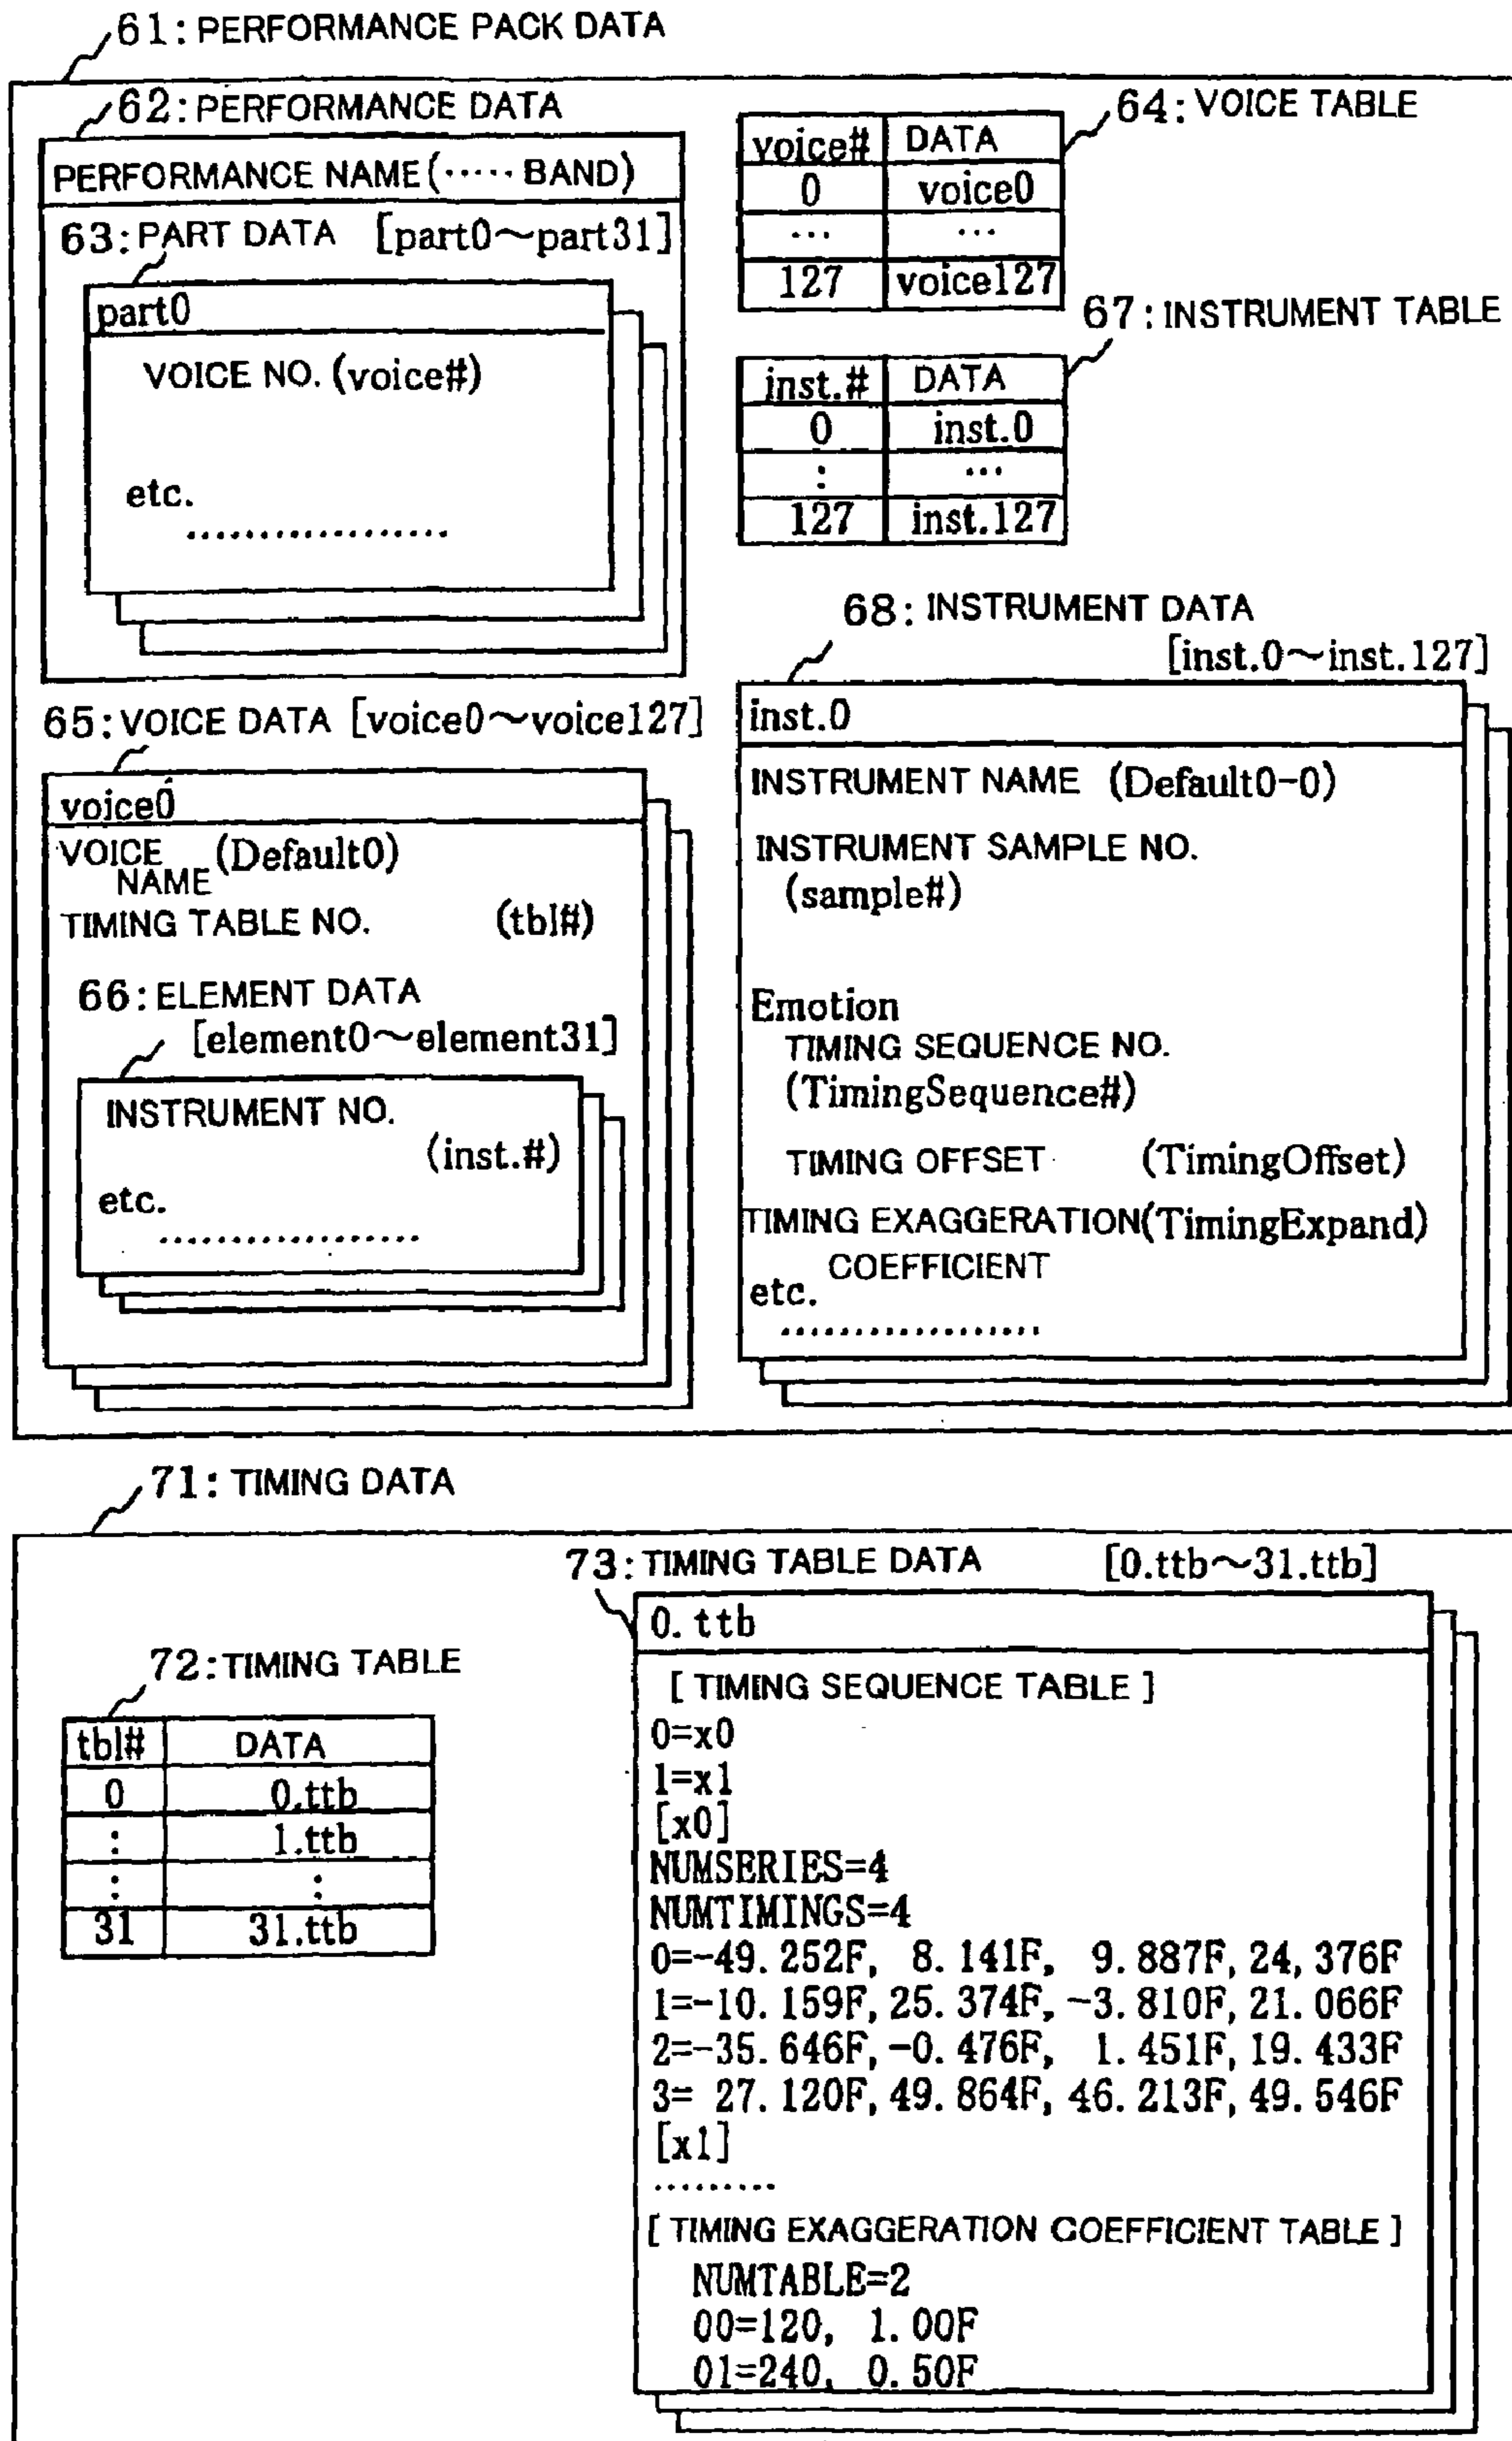 61: PERFORMANCE PACK DATA
62: PERFORMANCE DATA
PERFORMANCE NAME (····· BAND)
63: PART DATA [part0~part31]
part0
VOICE NO. (voice#)
etc.
..................
64: VOICE TABLE
voice# DATA
0 voice0
... ...
127 voice127
67: INSTRUMENT TABLE
inst.# DATA
0 inst.0
: ...
127 inst.127
65: VOICE DATA [voice0~voice127]
voice0
VOICE NAME (Default0)
TIMING TABLE NO. (tbl#)
66: ELEMENT DATA
[element0~element31]
INSTRUMENT NO.
(inst.#)
etc.
..................
68: INSTRUMENT DATA
[inst.0~inst.127]
inst.0
INSTRUMENT NAME (Default0-0)
INSTRUMENT SAMPLE NO.
(sample#)
Emotion
TIMING SEQUENCE NO.
(TimingSequence#)
TIMING OFFSET (TimingOffset)
TIMING EXAGGERATION (TimingExpand)
COEFFICIENT
etc.
..................
71: TIMING DATA
72: TIMING TABLE
tbl# DATA
0 0.ttb
: 1.ttb
: :
31 31.ttb
73: TIMING TABLE DATA [0.ttb~31.ttb]
0. ttb
[ TIMING SEQUENCE TABLE ]
0=x0
1=x1
[x0]
NUMSERIES=4
NUMTIMINGS=4
0=-49. 252F, 8. 141F, 9. 887F, 24, 376F
1=-10. 159F, 25. 374F, -3. 810F, 21. 066F
2=-35. 646F, -0. 476F, 1. 451F, 19. 433F
3= 27. 120F, 49. 864F, 46. 213F, 49. 546F
[x1]
.........
[ TIMING EXAGGERATION COEFFICIENT TABLE ]
NUMTABLE=2
00=120, 1. 00F
01=240, 0. 50F